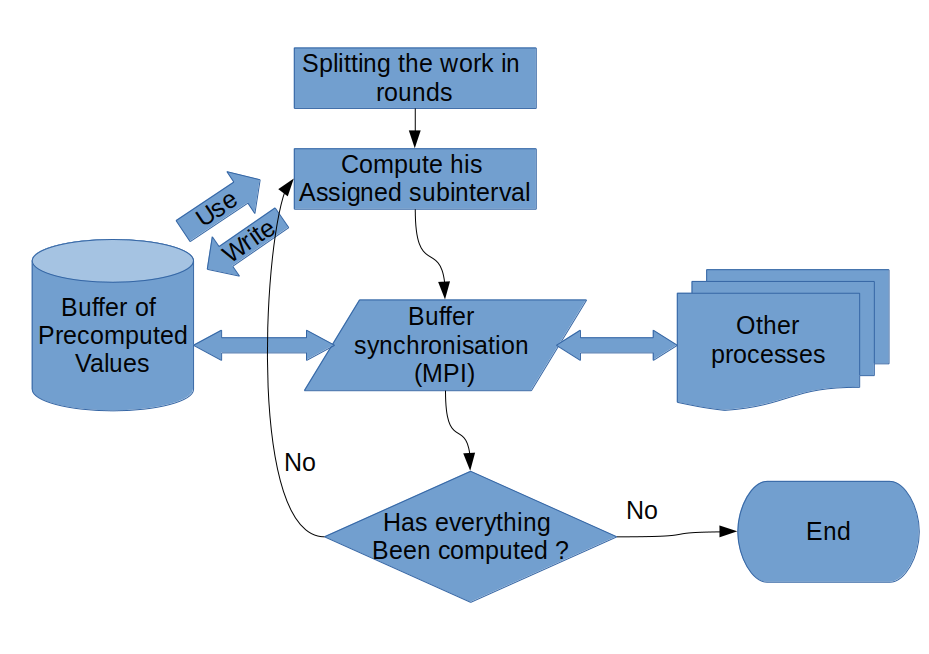 Splitting the work in
rounds
Compute his
Assigned subinterval
Use
Write
Buffer of
Precomputed
Values
Buffer
synchronisation
(MPI)
Other
processes
No
Has everything
Been computed ?
No
End